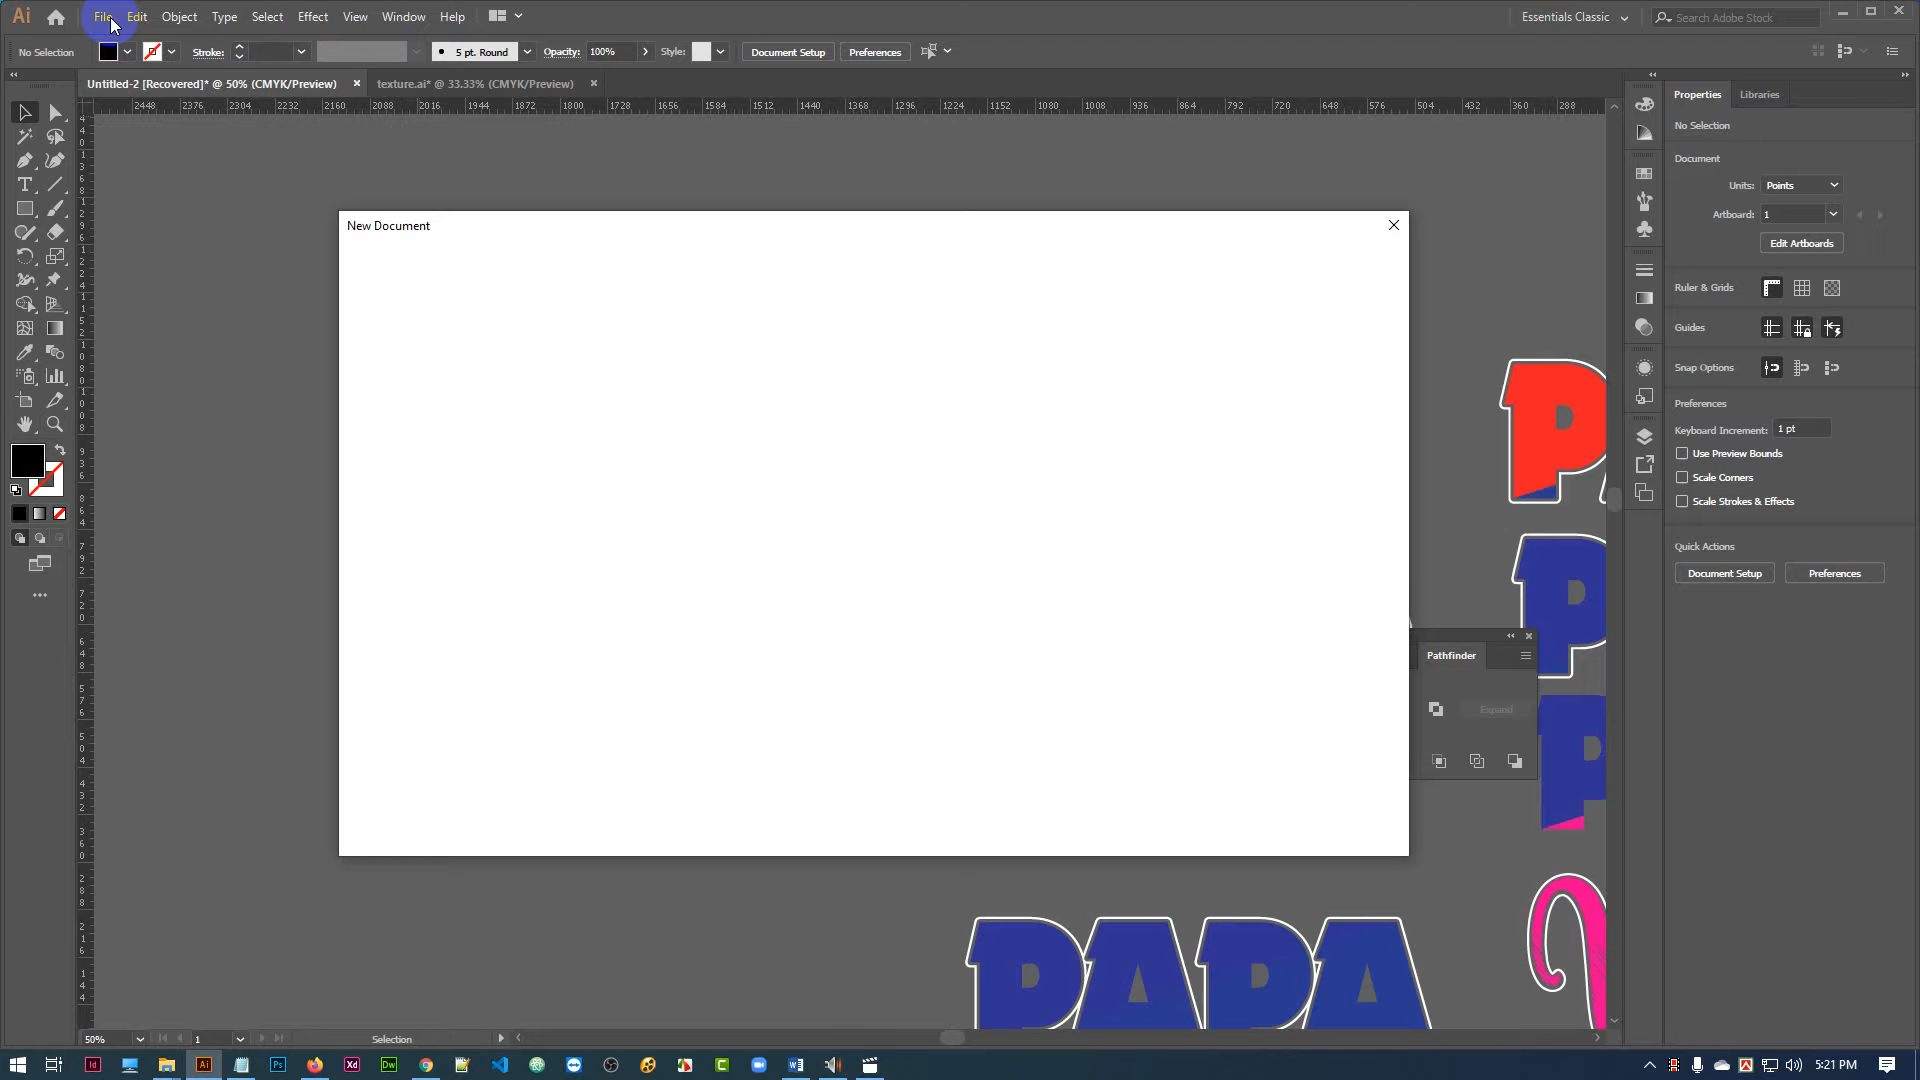 Ai File Edit Object Type Select Effect View Window Help Essentials Classic Search Adobe Stock
No Selection Stroke: 5 pt. Round Opacity: 100% Style: Document Setup Preferences
Untitled-2 [Recovered]* @ 50% (CMYK/Preview) texture.ai* @ 33.33% (CMYK/Preview)
2448 2376 2304 2232 2160 2088 2016 1944 1872 1800 1728 1656 1584 1512 1440 1368 1296 1224 1152 1080 1008 936 864 792 720 648 576 504 432 360 288
Properties Libraries
No Selection
Document
Units: Points
Artboard: 1
Edit Artboards
Ruler & Grids
Guides
Snap Options
Preferences
Keyboard Increment: 1 pt
Use Preview Bounds
Scale Corners
Scale Strokes & Effects
Quick Actions
Document Setup Preferences
New Document
Pathfinder
Expand
P
P
P
PAPA
50% 1 Selection
Id Ai Ps Xd Dw
5:21 PM